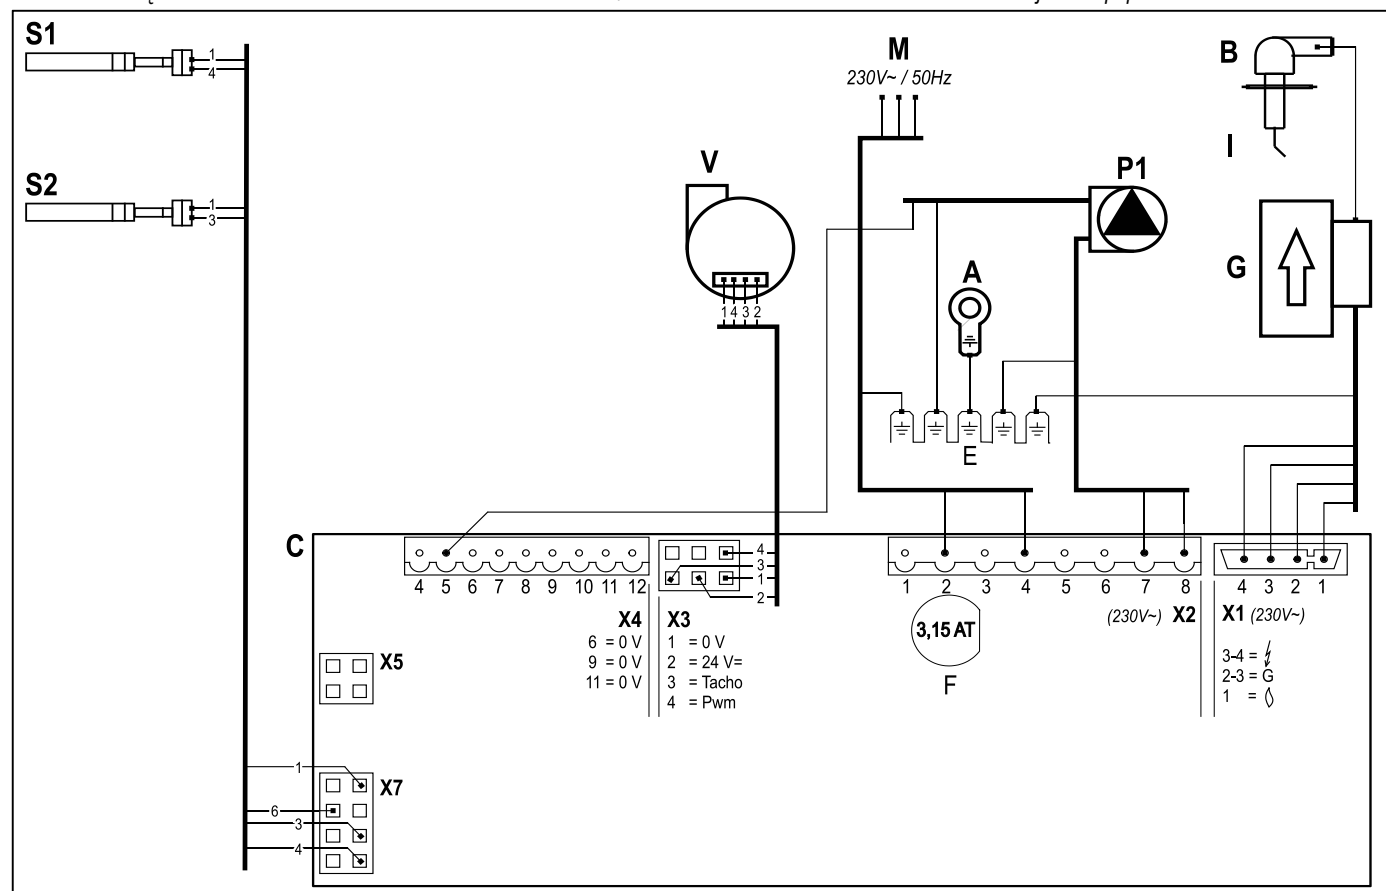 S1
1
4
S2
1
3
M
230V~ / 50Hz
V
1 4 3 2
P1
A
E
B
I
G
C
4 5 6 7 8 9 10 11 12
X4
6 = 0 V
9 = 0 V
11 = 0 V
4
3
1
2
X3
1 = 0 V
2 = 24 V=
3 = Tacho
4 = Pwm
1 2 3 4 5 6 7 8
(230V~) X2
3,15 AT
F
4 3 2 1
X1 (230V~)
3-4 =
2-3 = G
1 =
X5
X7
1
6
3
4